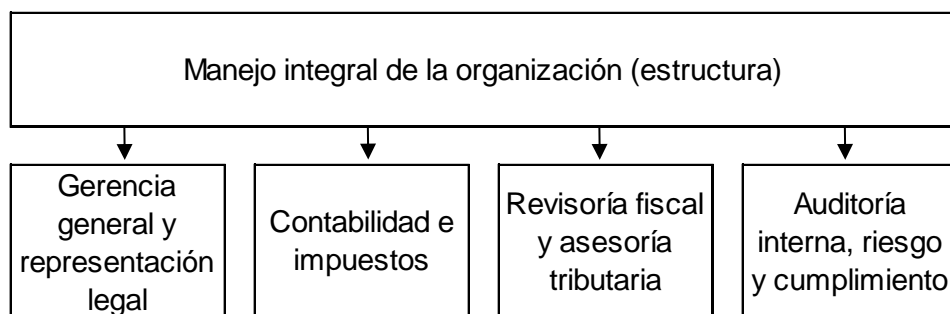 Manejo integral de la organización (estructura)
Gerencia
general y
representación
legal
Contabilidad e
impuestos
Revisoría fiscal
y asesoría
tributaria
Auditoría
interna, riesgo
y cumplimiento